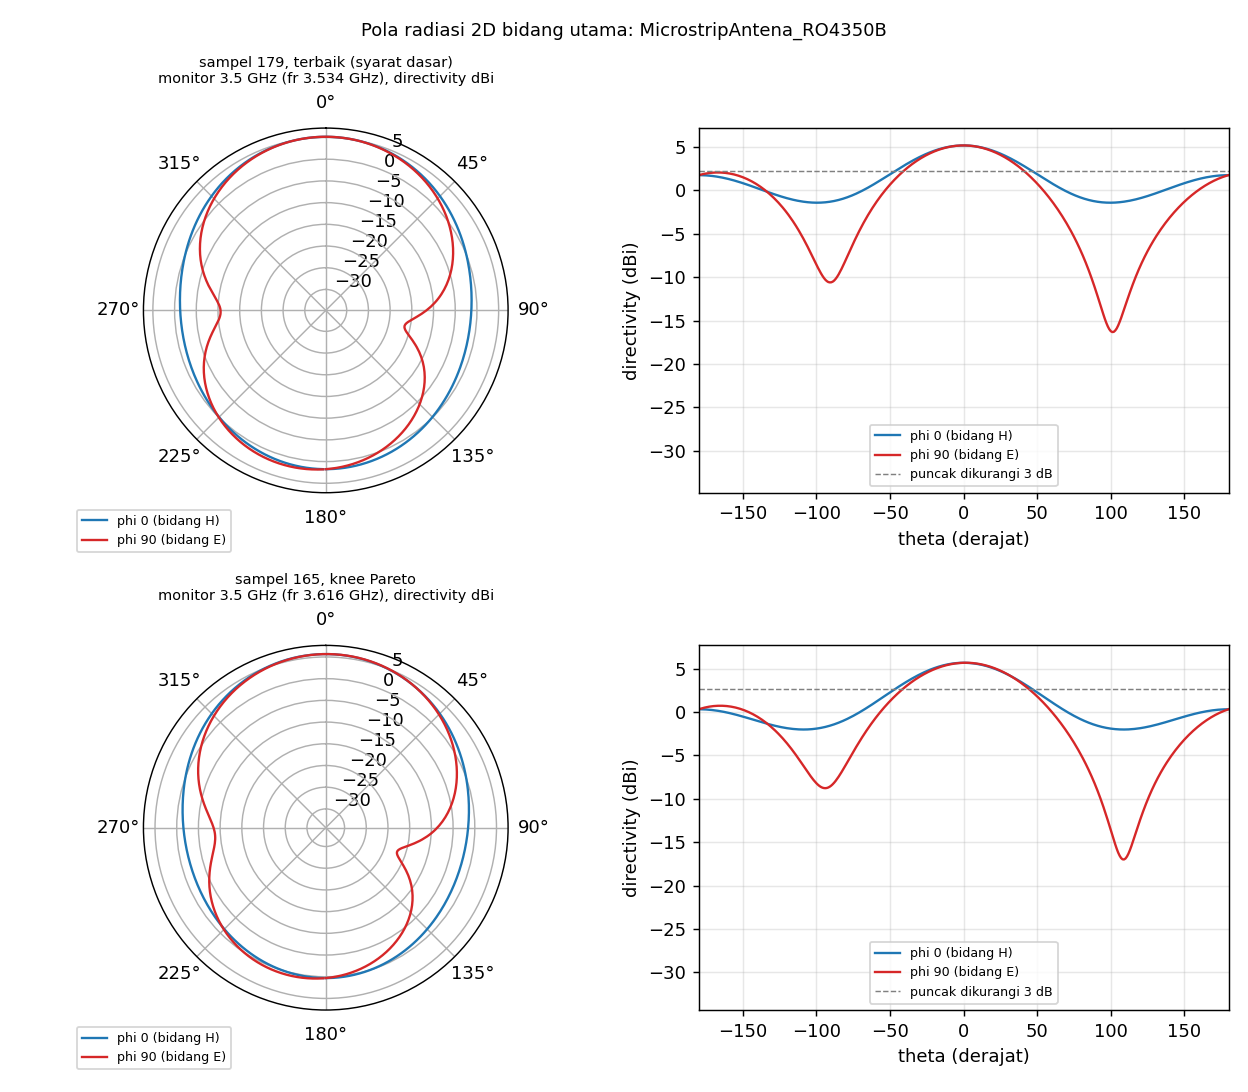 Pola radiasi 2D bidang utama: MicrostripAntena_RO4350B
sampel 179, terbaik (syarat dasar)
monitor 3.5 GHz (fr 3.534 GHz), directivity dBi
0°
45°
90°
135°
180°
225°
270°
315°
5
0
−5
−10
−15
−20
−25
−30
phi 0 (bidang H)
phi 90 (bidang E)
directivity (dBi)
5
0
−5
−10
−15
−20
−25
−30
phi 0 (bidang H)
phi 90 (bidang E)
puncak dikurangi 3 dB
−150 −100 −50 0 50 100 150
theta (derajat)
sampel 165, knee Pareto
monitor 3.5 GHz (fr 3.616 GHz), directivity dBi
0°
45°
90°
135°
180°
225°
270°
315°
5
0
−5
−10
−15
−20
−25
−30
phi 0 (bidang H)
phi 90 (bidang E)
directivity (dBi)
5
0
−5
−10
−15
−20
−25
−30
phi 0 (bidang H)
phi 90 (bidang E)
puncak dikurangi 3 dB
−150 −100 −50 0 50 100 150
theta (derajat)